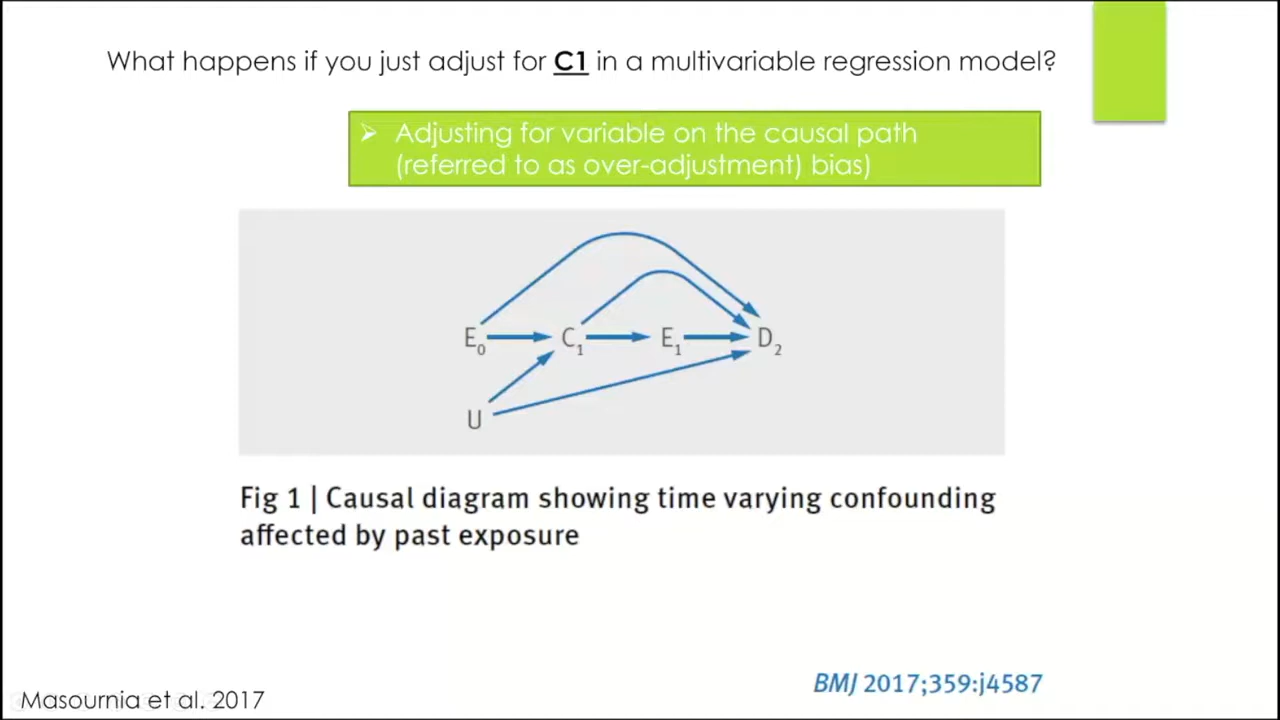 What happens if you just adjust for C1 in a multivariable regression model?
➢ Adjusting for variable on the causal path
(referred to as over-adjustment) bias)
E₀ C₁ E₁ D₂
U
Fig 1 | Causal diagram showing time varying confounding
affected by past exposure
BMJ 2017;359:j4587
Masournia et al. 2017